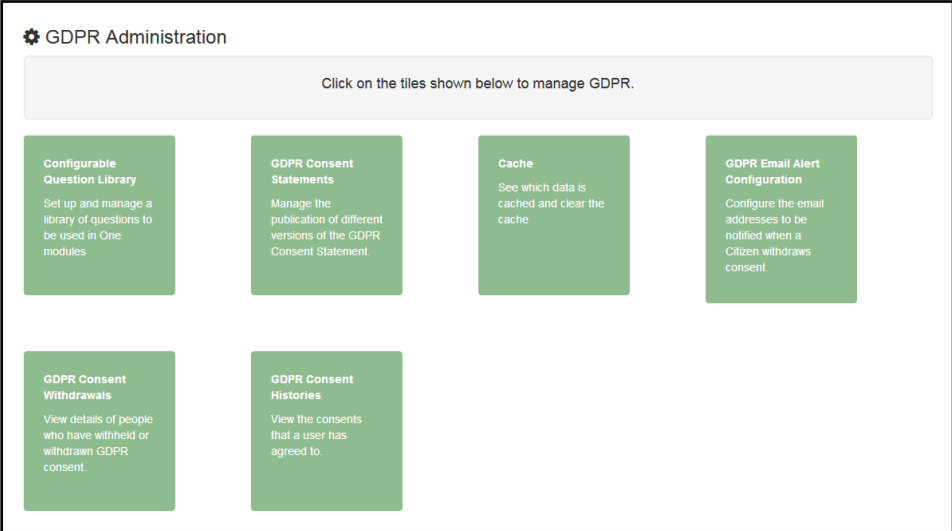 GDPR Administration
Click on the tiles shown below to manage GDPR.
Configurable
Question Library
Set up and manage a
library of questions to
be used in One
modules
GDPR Consent
Statements
Manage the
publication of different
versions of the GDPR
Consent Statement.
Cache
See which data is
cached and clear the
cache
GDPR Email Alert
Configuration
Configure the email
addresses to be
notified when a
Citizen withdraws
consent.
GDPR Consent
Withdrawals
View details of people
who have withheld or
withdrawn GDPR
consent.
GDPR Consent
Histories
View the consents
that a user has
agreed to.